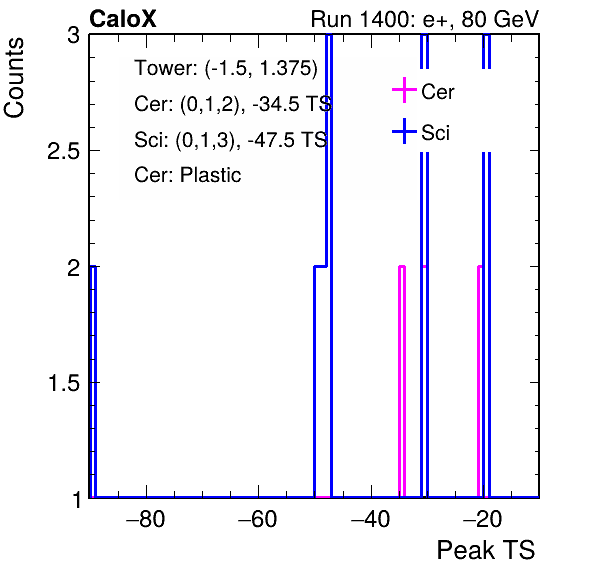 CaloX Run 1400: e+, 80 GeV
Counts
3
2.5
2
1.5
1
Tower: (-1.5, 1.375)
Cer: (0,1,2), -34.5 TS
Sci: (0,1,3), -47.5 TS
Cer: Plastic
Cer
Sci
−80 −60 −40 −20
Peak TS